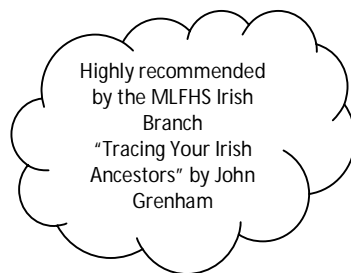 Highly recommended
by the MLFHS Irish
Branch
“Tracing Your Irish
Ancestors” by John
Grenham